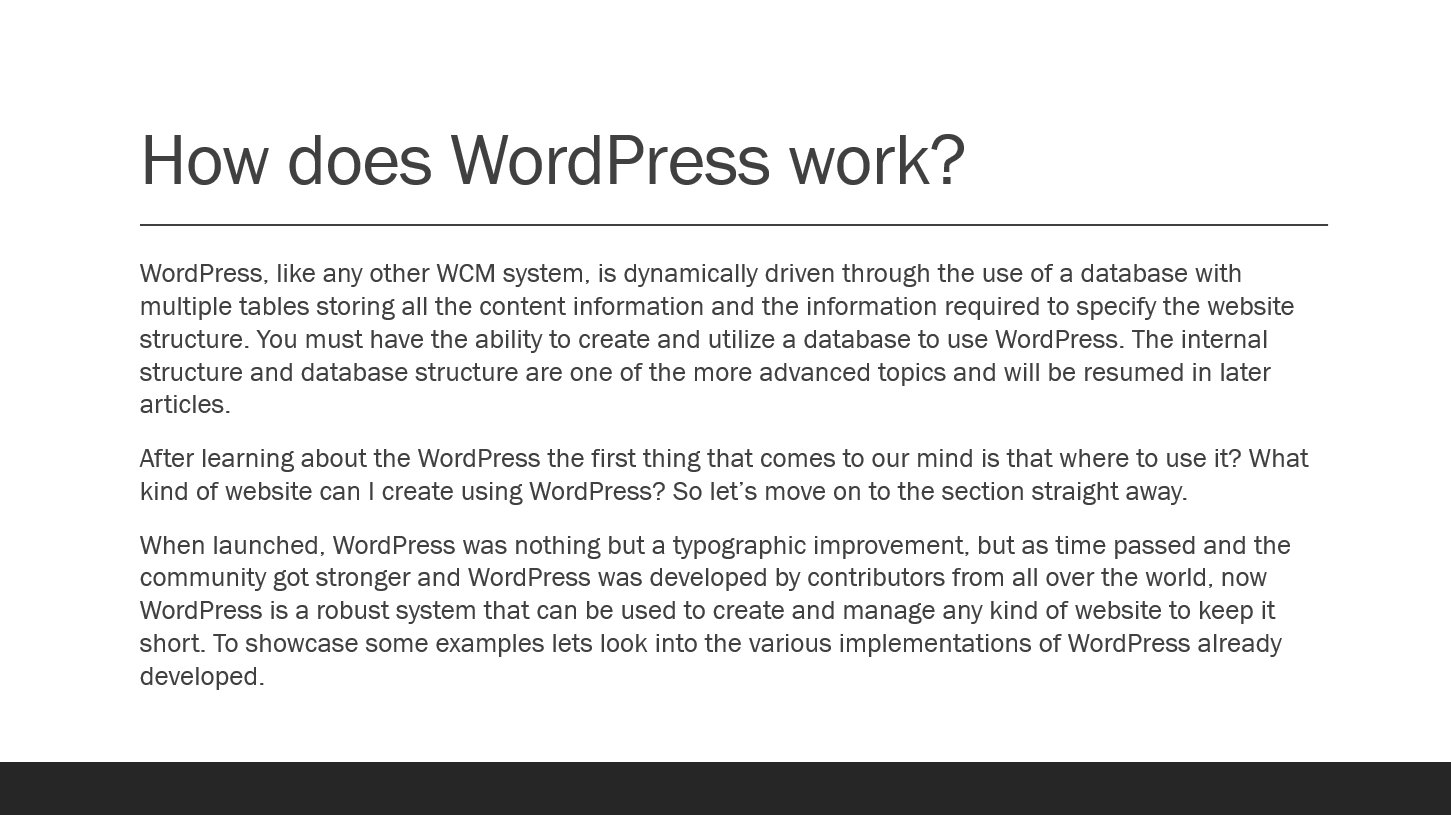 How does WordPress work?
WordPress, like any other WCM system, is dynamically driven through the use of a database with
multiple tables storing all the content information and the information required to specify the website
structure. You must have the ability to create and utilize a database to use WordPress. The internal
structure and database structure are one of the more advanced topics and will be resumed in later
articles.
After learning about the WordPress the first thing that comes to our mind is that where to use it? What
kind of website can I create using WordPress? So let’s move on to the section straight away.
When launched, WordPress was nothing but a typographic improvement, but as time passed and the
community got stronger and WordPress was developed by contributors from all over the world, now
WordPress is a robust system that can be used to create and manage any kind of website to keep it
short. To showcase some examples lets look into the various implementations of WordPress already
developed.